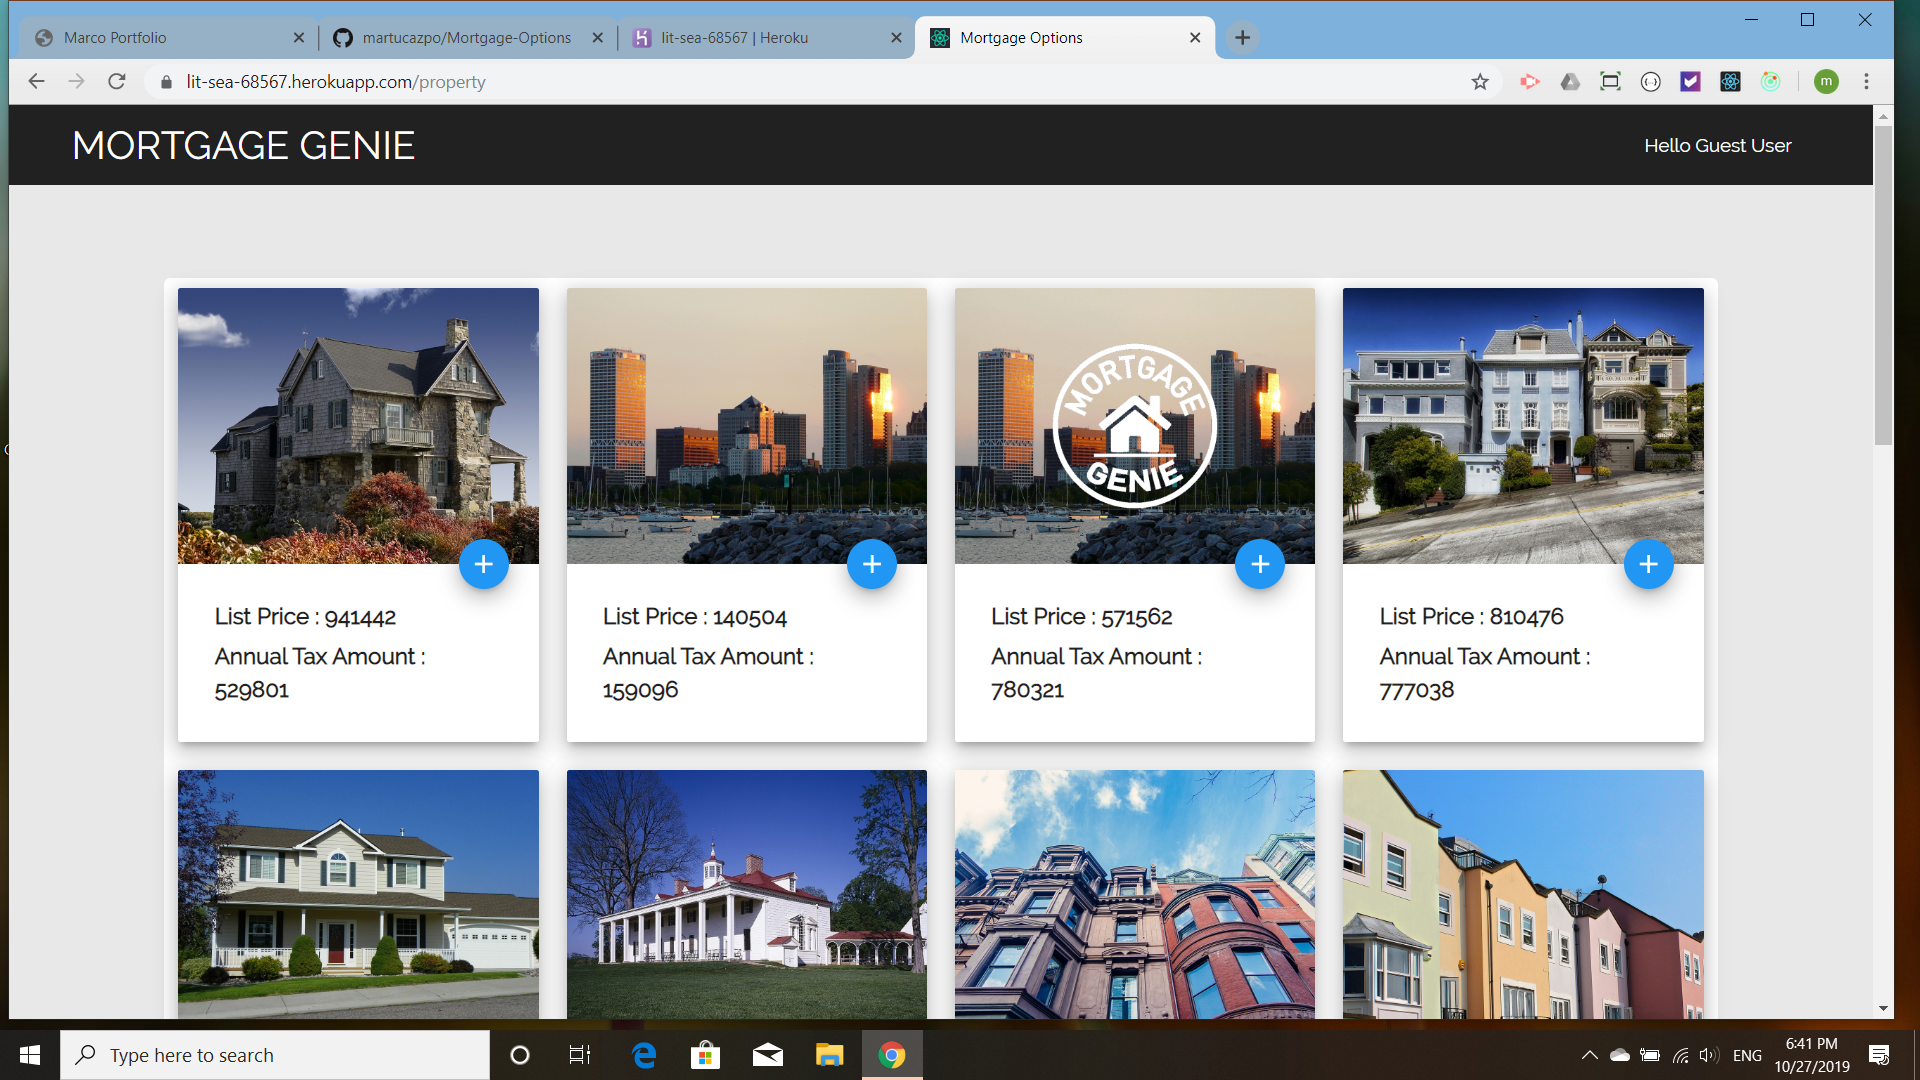 Marco Portfolio
martucazpo/Mortgage-Options
lit-sea-68567 | Heroku
Mortgage Options
lit-sea-68567.herokuapp.com/property
m
MORTGAGE GENIE
Hello Guest User
MORTGAGE
GENIE
List Price : 941442
Annual Tax Amount :
529801
List Price : 140504
Annual Tax Amount :
159096
List Price : 571562
Annual Tax Amount :
780321
List Price : 810476
Annual Tax Amount :
777038
Type here to search
ENG
6:41 PM
10/27/2019